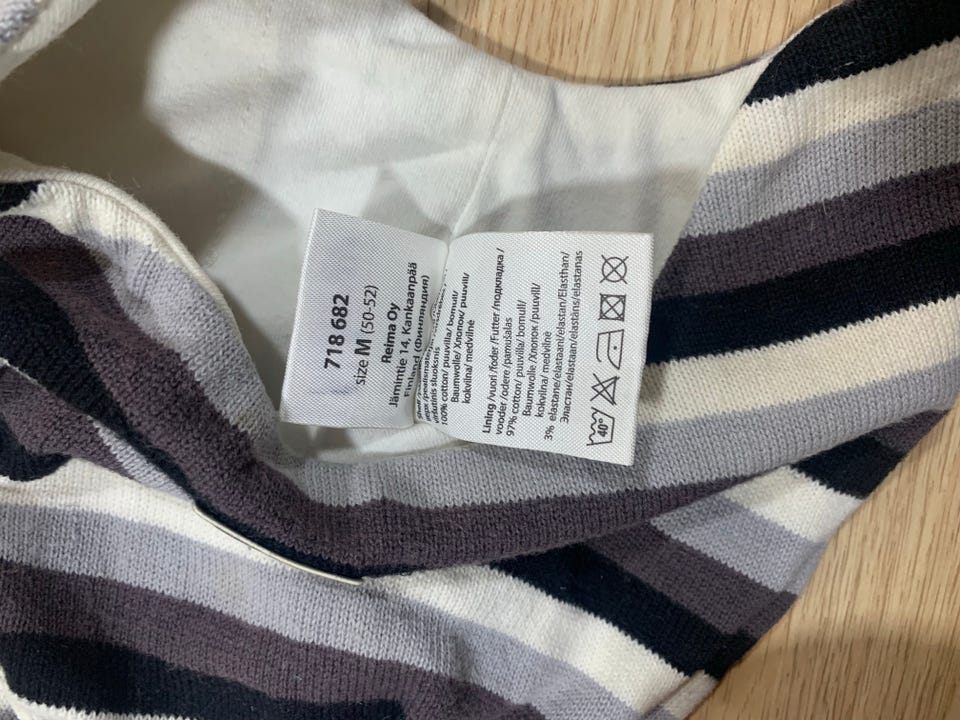 718 682
size M (50-52)
Reima Oy
Jämintie 14, Kankaanpää
Finland (Финляндия)
100% cotton/ puuvilla/ bomull/
Baumwolle/ Хлопок/ puuvill/
kokvilna/ medvilnė
Lining /vuori /foder /Futter /подкладка /
vooder /odere /pamušalas
97% cotton/ puuvilla/ bomull/
Baumwolle /Хлопок /puuvill/
kokvilna/ medvilnė
3% elastane/elastaani/elastan/Elasthan/
Эластан/elastaan/elastāns/elastanas
40°